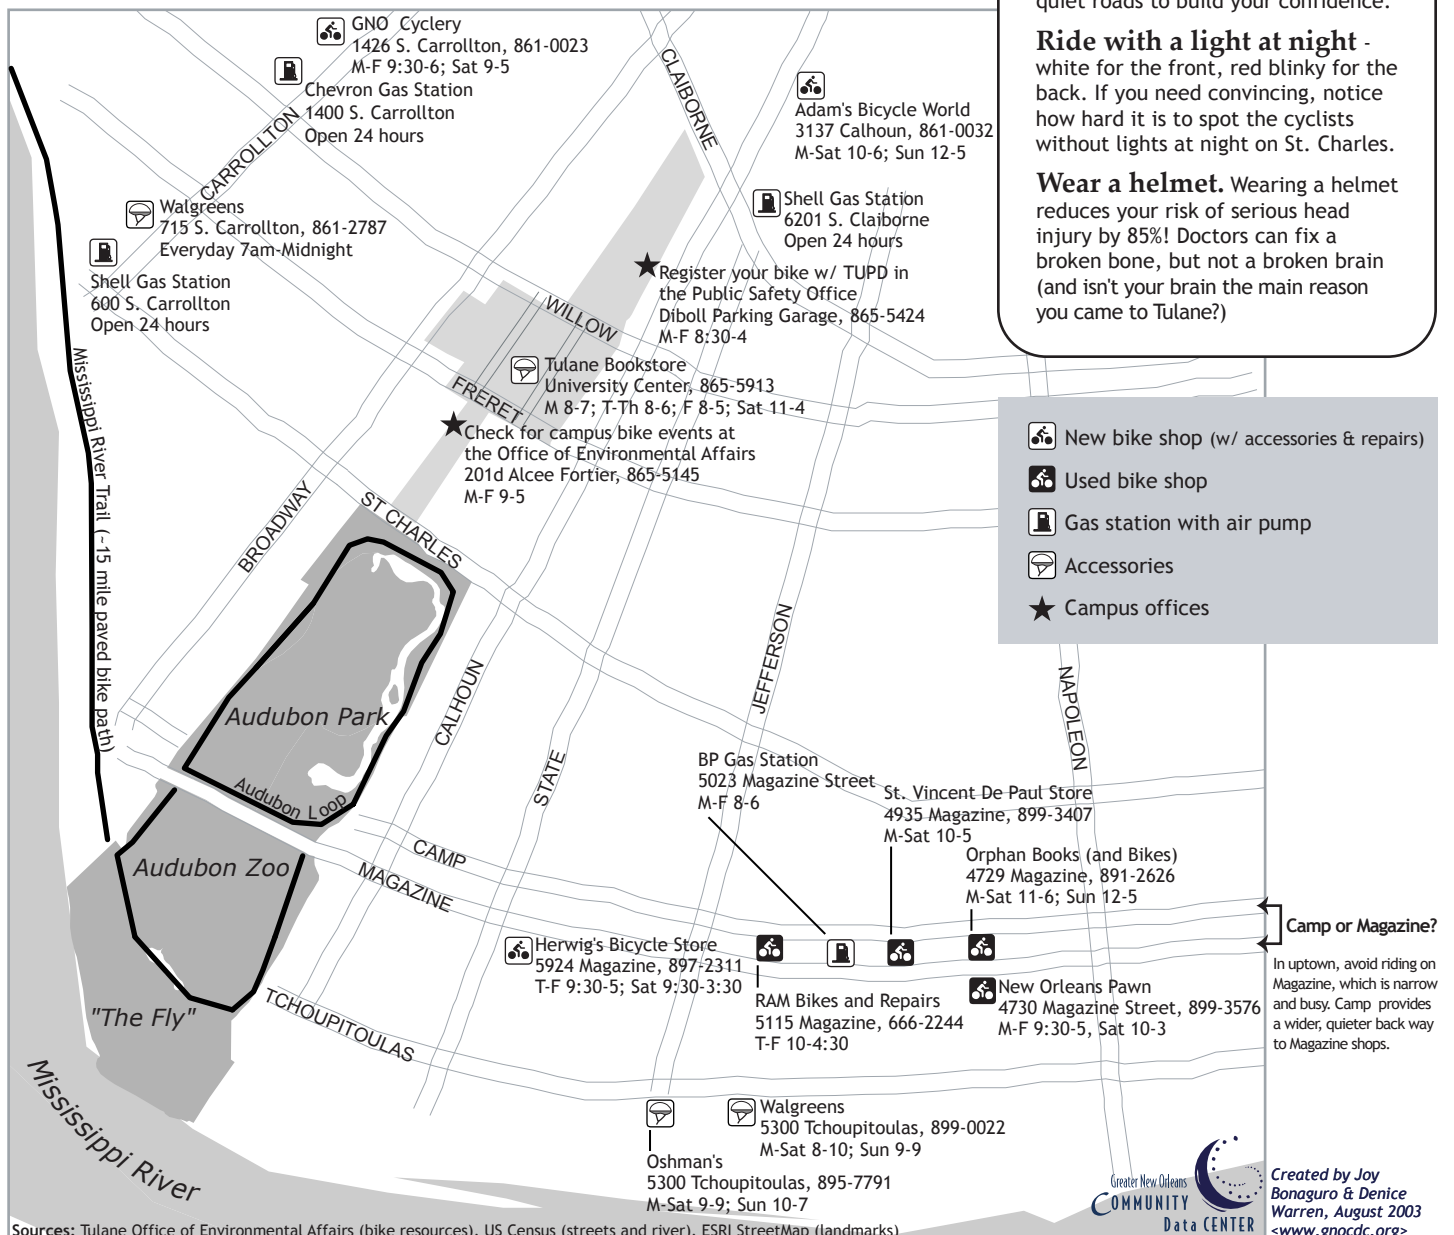 quiet roads to build your confidence.
Ride with a light at night -
white for the front, red blinky for the
back. If you need convincing, notice
how hard it is to spot the cyclists
without lights at night on St. Charles.
Wear a helmet. Wearing a helmet
reduces your risk of serious head
injury by 85%! Doctors can fix a
broken bone, but not a broken brain
(and isn't your brain the main reason
you came to Tulane?)
GNO Cyclery
1426 S. Carrollton, 861-0023
M-F 9:30-6; Sat 9-5
Chevron Gas Station
1400 S. Carrollton
Open 24 hours
CARROLLTON
CLAIBORNE
Adam's Bicycle World
3137 Calhoun, 861-0032
M-Sat 10-6; Sun 12-5
Walgreens
715 S. Carrollton, 861-2787
Everyday 7am-Midnight
Shell Gas Station
6201 S. Claiborne
Open 24 hours
Shell Gas Station
600 S. Carrollton
Open 24 hours
Register your bike w/ TUPD in
the Public Safety Office
Diboll Parking Garage, 865-5424
M-F 8:30-4
WILLOW
Tulane Bookstore
University Center, 865-5913
M 8-7; T-Th 8-6; F 8-5; Sat 11-4
FRERET
Check for campus bike events at
the Office of Environmental Affairs
201d Alcee Fortier, 865-5145
M-F 9-5
Mississippi River Trail (~15 mile paved bike path)
BROADWAY
ST CHARLES
New bike shop (w/ accessories & repairs)
Used bike shop
Gas station with air pump
Accessories
Campus offices
Audubon Park
Audubon Loop
CALHOUN
STATE
JEFFERSON
NAPOLEON
BP Gas Station
5023 Magazine Street
M-F 8-6
St. Vincent De Paul Store
4935 Magazine, 899-3407
M-Sat 10-5
Orphan Books (and Bikes)
4729 Magazine, 891-2626
M-Sat 11-6; Sun 12-5
CAMP
MAGAZINE
Audubon Zoo
Camp or Magazine?
In uptown, avoid riding on
Magazine, which is narrow
and busy. Camp provides
a wider, quieter back way
to Magazine shops.
Herwig's Bicycle Store
5924 Magazine, 897-2311
T-F 9:30-5; Sat 9:30-3:30
RAM Bikes and Repairs
5115 Magazine, 666-2244
T-F 10-4:30
New Orleans Pawn
4730 Magazine Street, 899-3576
M-F 9:30-5, Sat 10-3
"The Fly"
TCHOUPITOULAS
Mississippi River
Walgreens
5300 Tchoupitoulas, 899-0022
M-Sat 8-10; Sun 9-9
Oshman's
5300 Tchoupitoulas, 895-7791
M-Sat 9-9; Sun 10-7
Greater New Orleans
COMMUNITY
Data CENTER
Created by Joy
Bonaguro & Denice
Warren, August 2003
<www.gnocdc.org>
Sources: Tulane Office of Environmental Affairs (bike resources), US Census (streets and river), ESRI StreetMap (landmarks)